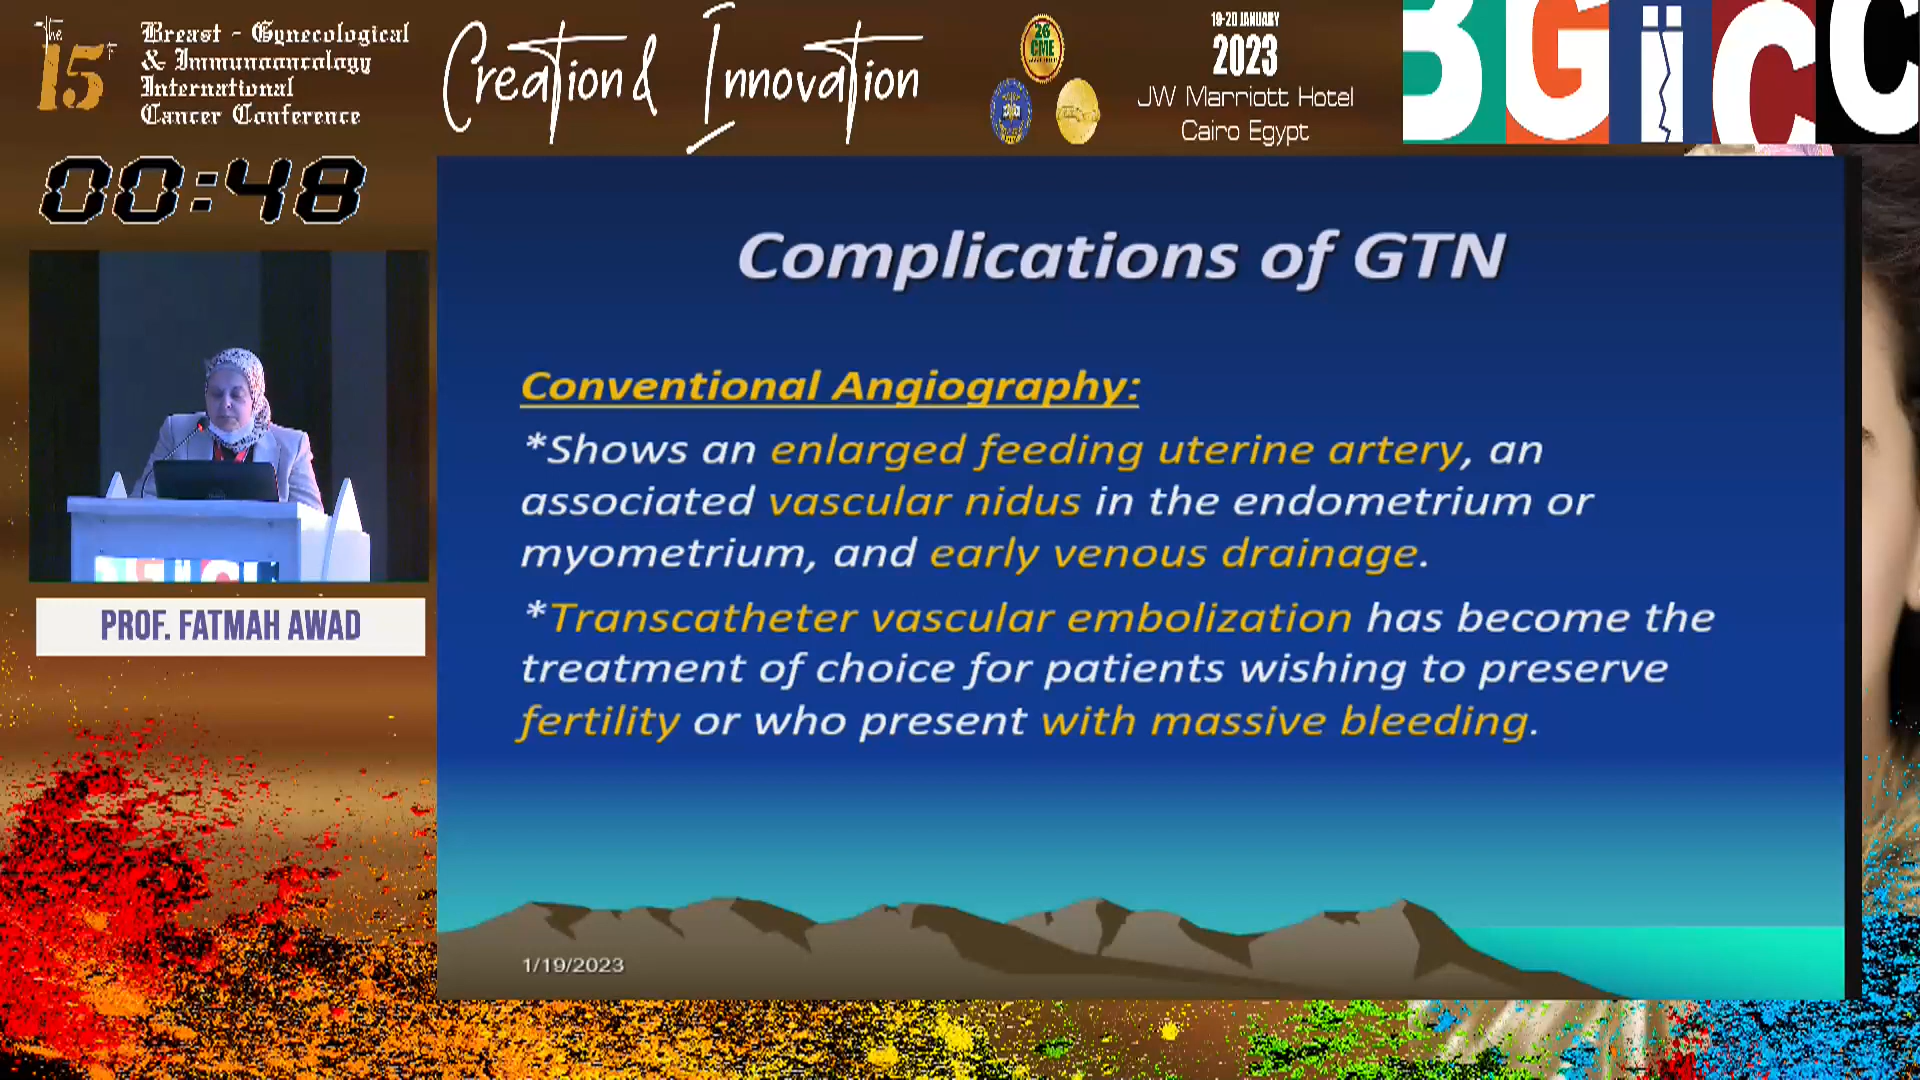 The
15th
Breast - Gynecological
& Immunooncology
International
Cancer Conference
Creation & Innovation
26
CME
19-20 JANUARY
2023
JW Marriott Hotel
Cairo Egypt
BGICC
00:48
PROF. FATMAH AWAD
Complications of GTN
Conventional Angiography:
*Shows an enlarged feeding uterine artery, an
associated vascular nidus in the endometrium or
myometrium, and early venous drainage.
*Transcatheter vascular embolization has become the
treatment of choice for patients wishing to preserve
fertility or who present with massive bleeding.
1/19/2023